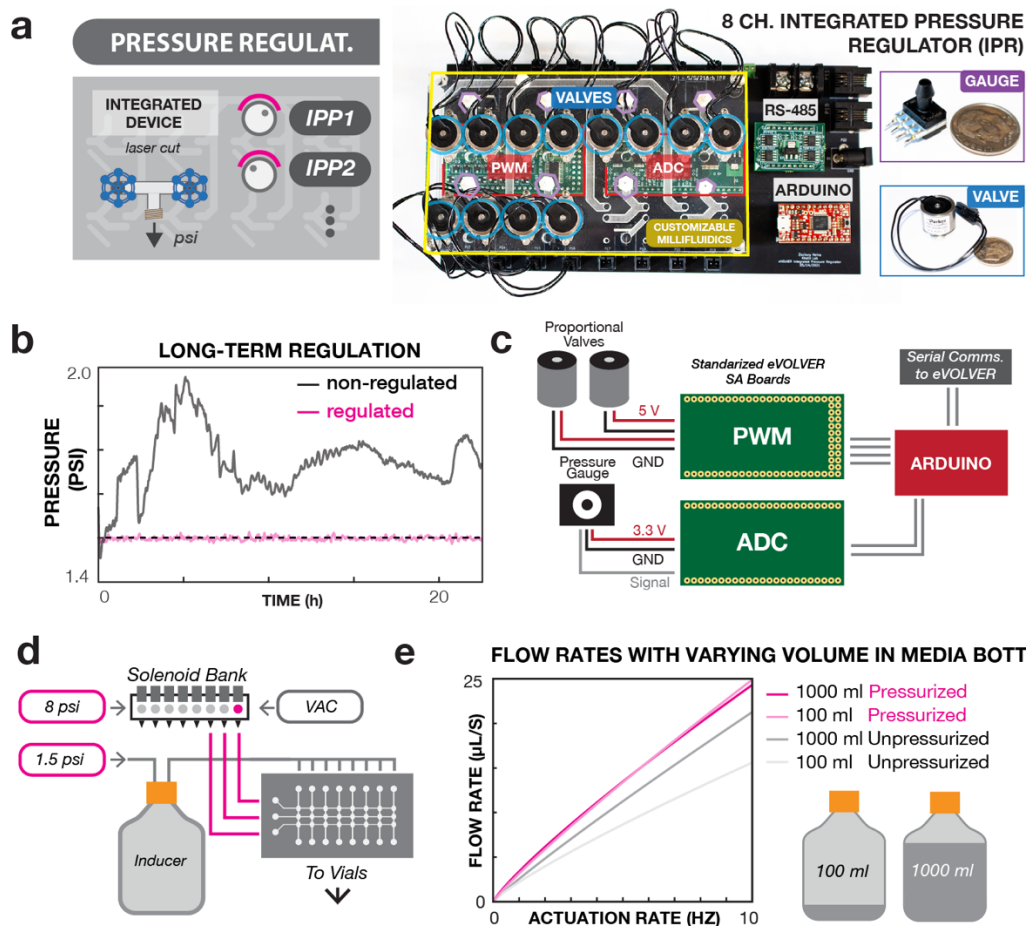 a
PRESSURE REGULAT.
INTEGRATED
DEVICE
laser cut
psi
IPP1
IPP2
8 CH. INTEGRATED PRESSURE
REGULATOR (IPR)
VALVES
PWM
ADC
RS-485
ARDUINO
CUSTOMIZABLE
MILLIFLUIDICS
GAUGE
VALVE
b
LONG-TERM REGULATION
2.0
non-regulated
regulated
PRESSURE
(PSI)
1.4
0
20
TIME (h)
c
Proportional
Valves
Standarized eVOLVER
SA Boards
Serial Comms.
to eVOLVER
5 V
PWM
GND
ARDUINO
Pressure
Gauge
3.3 V
ADC
GND
Signal
d
Solenoid Bank
8 psi
VAC
1.5 psi
Inducer
To Vials
e
FLOW RATES WITH VARYING VOLUME IN MEDIA BOTT
25
FLOW RATE (µL/S)
0
0
10
ACTUATION RATE (HZ)
1000 ml Pressurized
100 ml Pressurized
1000 ml Unpressurized
100 ml Unpressurized
100 ml
1000 ml